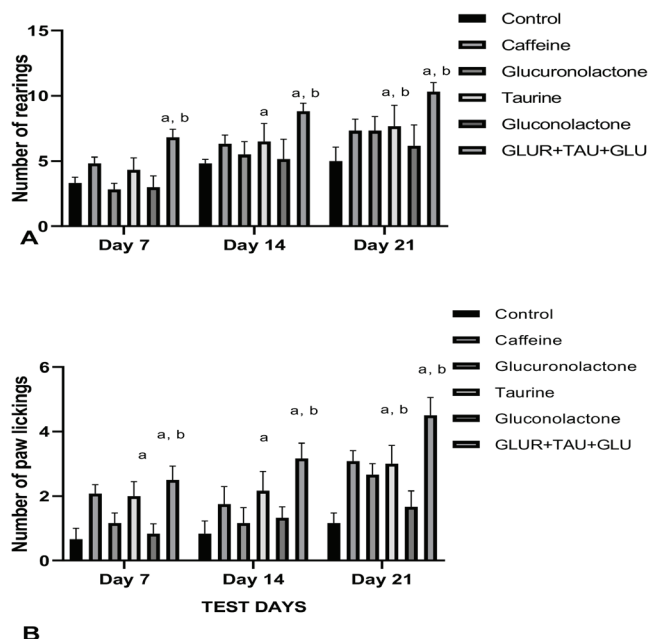 Number of rearings
15
10
5
0
a, b
a
a, b
a, b
a, b
Day 7
Day 14
Day 21
A
Control
Caffeine
Glucuronolactone
Taurine
Gluconolactone
GLUR+TAU+GLU
Number of paw lickings
6
4
2
0
a
a, b
a
a, b
a, b
a, b
Day 7
Day 14
Day 21
TEST DAYS
B
Control
Caffeine
Glucuronolactone
Taurine
Gluconolactone
GLUR+TAU+GLU